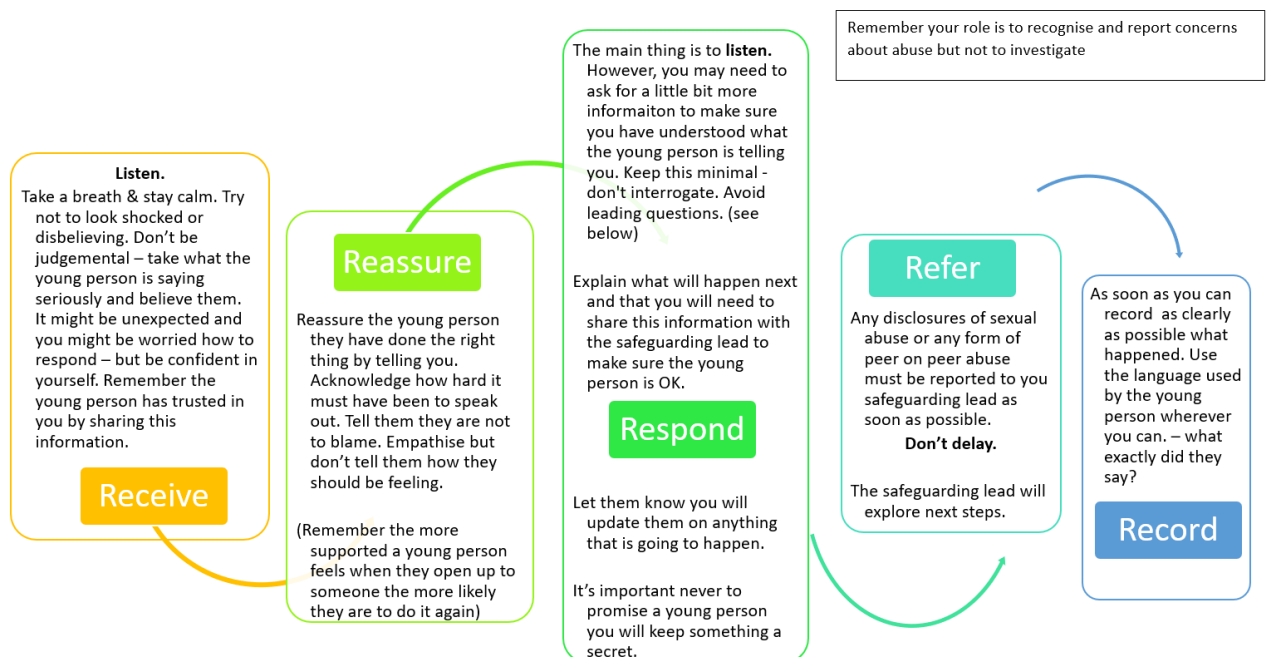 Remember your role is to recognise and report concerns
about abuse but not to investigate
Listen.
Take a breath & stay calm. Try
not to look shocked or
disbelieving. Don’t be
judgemental – take what the
young person is saying
seriously and believe them.
It might be unexpected and
you might be worried how to
respond – but be confident in
yourself. Remember the
young person has trusted in
you by sharing this
information.
Receive
Reassure
Reassure the young person
they have done the right
thing by telling you.
Acknowledge how hard it
must have been to speak
out. Tell them they are not
to blame. Empathise but
don’t tell them how they
should be feeling.
(Remember the more
supported a young person
feels when they open up to
someone the more likely
they are to do it again)
The main thing is to listen.
However, you may need to
ask for a little bit more
informaiton to make sure
you have understood what
the young person is telling
you. Keep this minimal -
don't interrogate. Avoid
leading questions. (see
below)
Explain what will happen next
and that you will need to
share this information with
the safeguarding lead to
make sure the young
person is OK.
Respond
Let them know you will
update them on anything
that is going to happen.
It’s important never to
promise a young person
you will keep something a
secret.
Refer
Any disclosures of sexual
abuse or any form of
peer on peer abuse
must be reported to you
safeguarding lead as
soon as possible.
Don’t delay.
The safeguarding lead will
explore next steps.
As soon as you can
record as clearly
as possible what
happened. Use
the language used
by the young
person wherever
you can. – what
exactly did they
say?
Record